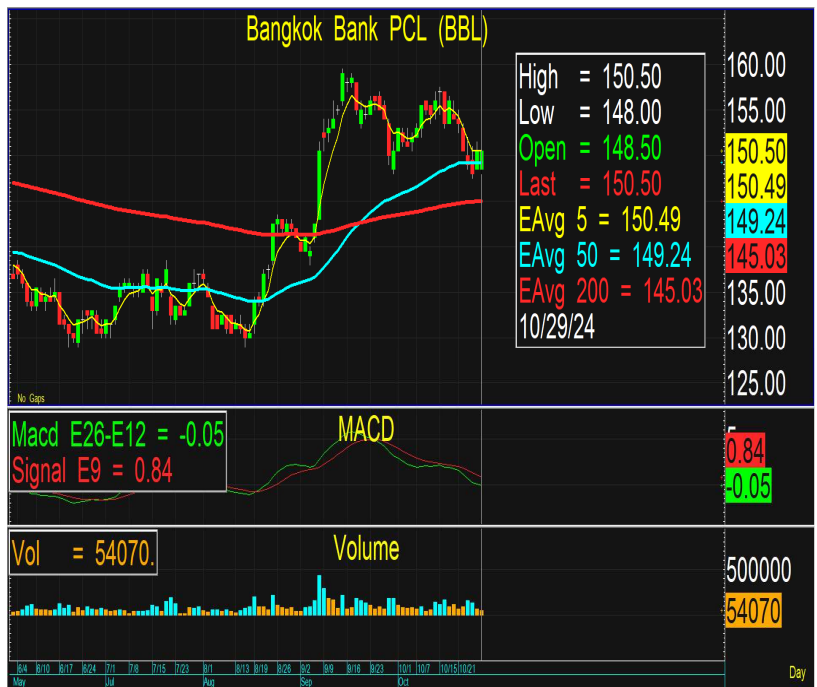 Bangkok Bank PCL (BBL)
High = 150.50
Low = 148.00
Open = 148.50
Last = 150.50
EAvg 5 = 150.49
EAvg 50 = 149.24
EAvg 200 = 145.03
10/29/24
160.00
155.00
150.50
150.49
149.24
145.03
135.00
130.00
125.00
No Gaps
MACD
Macd E26-E12 = -0.05
Signal E9 = 0.84
0.84
-0.05
Volume
Vol = 54070.
500000
54070
6/4 6/10 6/17 6/24 7/1 7/8 7/15 7/23 8/1 8/13 8/19 8/26 9/2 9/9 9/16 9/23 10/1 10/7 10/15 10/21
May Jul Aug Sep Oct
Day